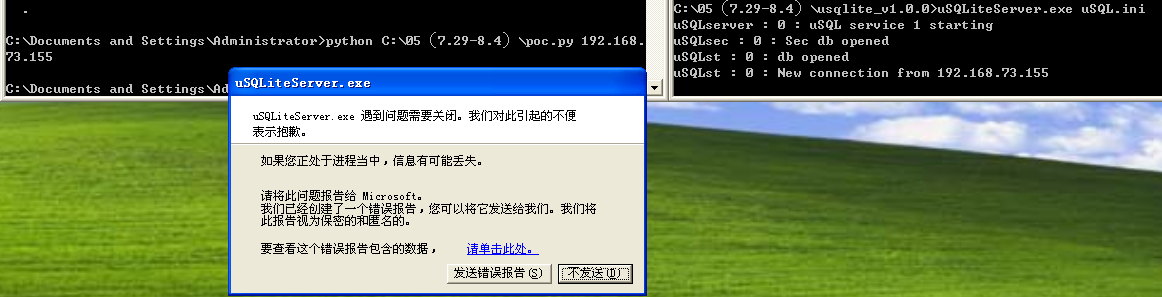 .
C:\Documents and Settings\Administrator>python C:\05 (7.29-8.4) \poc.py 192.168.
73.155
C:\Documents and Settings\Ad
C:\05 (7.29-8.4) \usqlite_v1.0.0>uSQLiteServer.exe uSQL.ini
uSQLserver : 0 : uSQL service 1 starting
uSQLsec : 0 : Sec db opened
uSQLst : 0 : db opened
uSQLst : 0 : New connection from 192.168.73.155
uSQLiteServer.exe
uSQLiteServer.exe 遇到问题需要关闭。我们对此引起的不便
表示抱歉。
如果您正处于进程当中，信息有可能丢失。
请将此问题报告给 Microsoft。
我们已经创建了一个错误报告，您可以将它发送给我们。我们将
此报告视为保密的和匿名的。
要查看这个错误报告包含的数据， 请单击此处。
发送错误报告(S) 不发送(D)